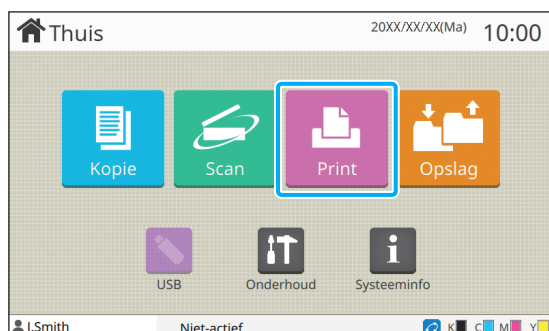 Thuis 20XX/XX/XX(Ma) 10:00
Kopie Scan Print Opslag
USB Onderhoud Systeeminfo
J.Smith Niet-actief K C M Y